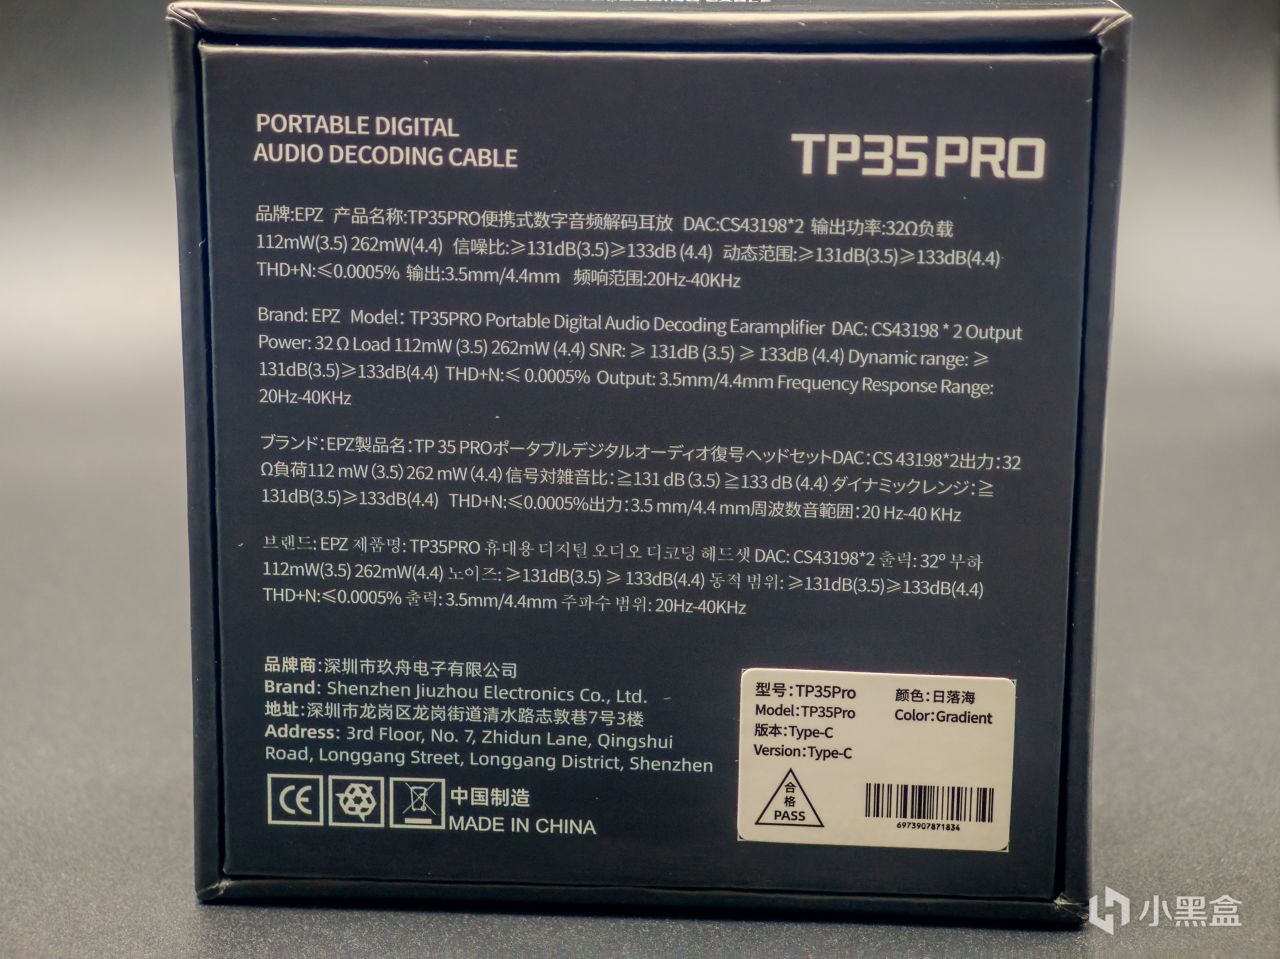 PORTABLE DIGITAL
AUDIO DECODING CABLE
TP35PRO
品牌:EPZ 产品名称:TP35PRO便携式数字音频解码耳放 DAC:CS43198*2 输出功率:32Ω负载
112mW(3.5) 262mW(4.4) 信噪比:≥131dB(3.5)≥133dB (4.4) 动态范围:≥131dB(3.5)≥133dB(4.4)
THD+N:≤0.0005% 输出:3.5mm/4.4mm 频响范围:20Hz-40KHz
Brand: EPZ Model: TP35PRO Portable Digital Audio Decoding Earamplifier DAC: CS43198 * 2 Output
Power: 32 Ω Load 112mW (3.5) 262mW (4.4) SNR: ≥ 131dB (3.5) ≥ 133dB (4.4) Dynamic range: ≥
131dB(3.5)≥133dB(4.4) THD+N:≤ 0.0005% Output: 3.5mm/4.4mm Frequency Response Range:
20Hz-40KHz
ブランド:EPZ製品名:TP 35 PROポータブルデジタルオーディオ復号ヘッドセットDAC:CS 43198*2出力:32
Ω負荷112 mW (3.5) 262 mW (4.4) 信号対雑音比:≧131 dB (3.5) ≧133 dB (4.4) ダイナミックレンジ:≧
131dB(3.5)≥133dB(4.4) THD+N:≤0.0005%出力:3.5 mm/4.4 mm周波数音範囲:20 Hz-40 KHz
브랜드: EPZ 제품명: TP35PRO 휴대용 디지털 오디오 디코딩 헤드셋 DAC: CS43198*2 출력: 32º 부하
112mW(3.5) 262mW(4.4) 노이즈: ≥131dB(3.5) ≥ 133dB(4.4) 동적 범위: ≥131dB(3.5)≥133dB(4.4)
THD+N:≤0.0005% 출력: 3.5mm/4.4mm 주파수 범위: 20Hz-40KHz
品牌商:深圳市玖舟电子有限公司
Brand: Shenzhen Jiuzhou Electronics Co., Ltd.
地址:深圳市龙岗区龙岗街道清水路志敦巷7号3楼
Address: 3rd Floor, No. 7, Zhidun Lane, Qingshui
Road, Longgang Street, Longgang District, Shenzhen
CE
中国制造
MADE IN CHINA
型号:TP35Pro 颜色:日落海
Model:TP35Pro Color:Gradient
版本:Type-C
Version:Type-C
合
格
PASS
6973907871834
小黑盒